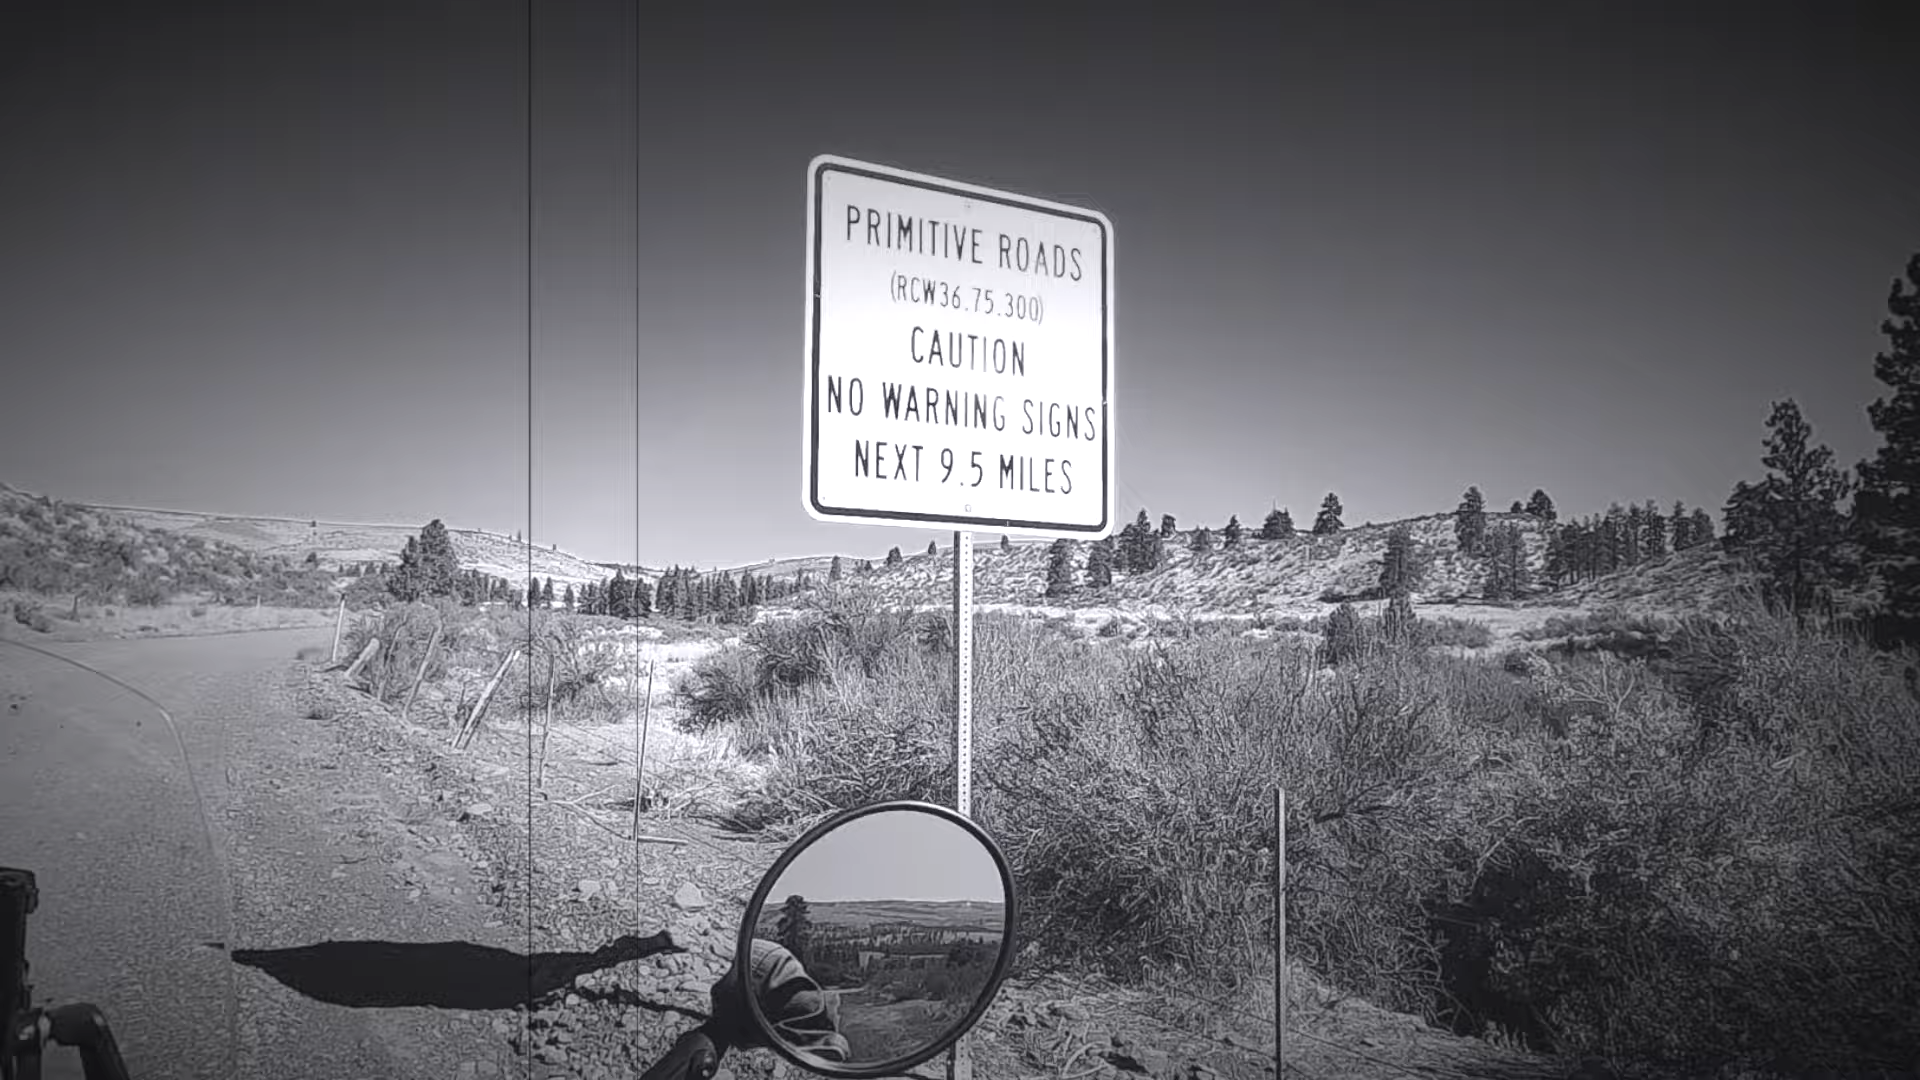 PRIMITIVE ROADS
(RCW36.75.300)
CAUTION
NO WARNING SIGNS
NEXT 9.5 MILES